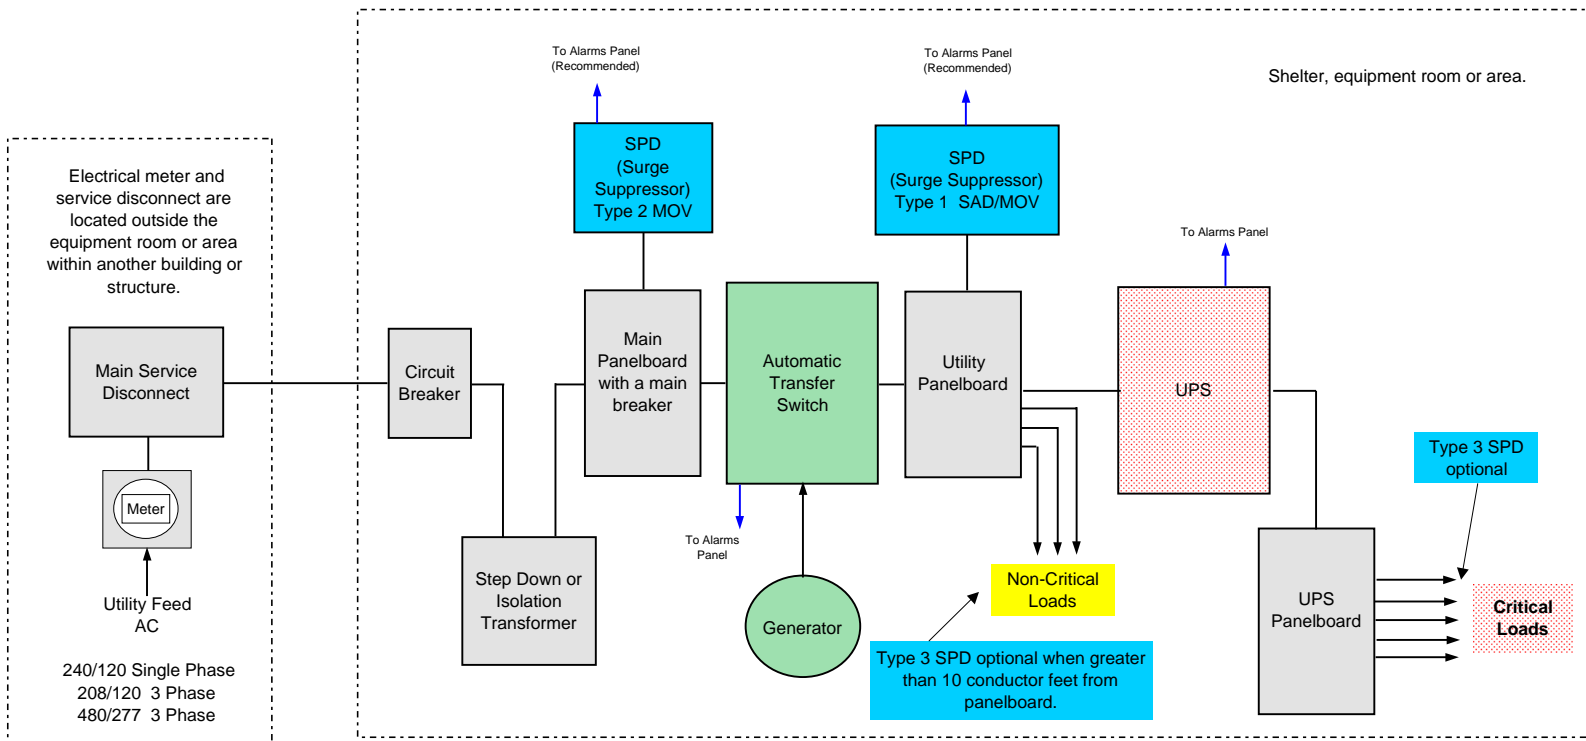 To Alarms Panel
(Recommended)
To Alarms Panel
(Recommended)
Shelter, equipment room or area.
SPD
(Surge
Suppressor)
Type 2 MOV
SPD
(Surge Suppressor)
Type 1 SAD/MOV
Electrical meter and
service disconnect are
located outside the
equipment room or area
within another building or
structure.
To Alarms Panel
Main Service
Disconnect
Circuit
Breaker
Main
Panelboard
with a main
breaker
Automatic
Transfer
Switch
Utility
Panelboard
UPS
Type 3 SPD
optional
Meter
To Alarms
Panel
Step Down or
Isolation
Transformer
Non-Critical
Loads
Generator
UPS
Panelboard
Critical
Loads
Utility Feed
AC
Type 3 SPD optional when greater
than 10 conductor feet from
panelboard.
240/120 Single Phase
208/120 3 Phase
480/277 3 Phase